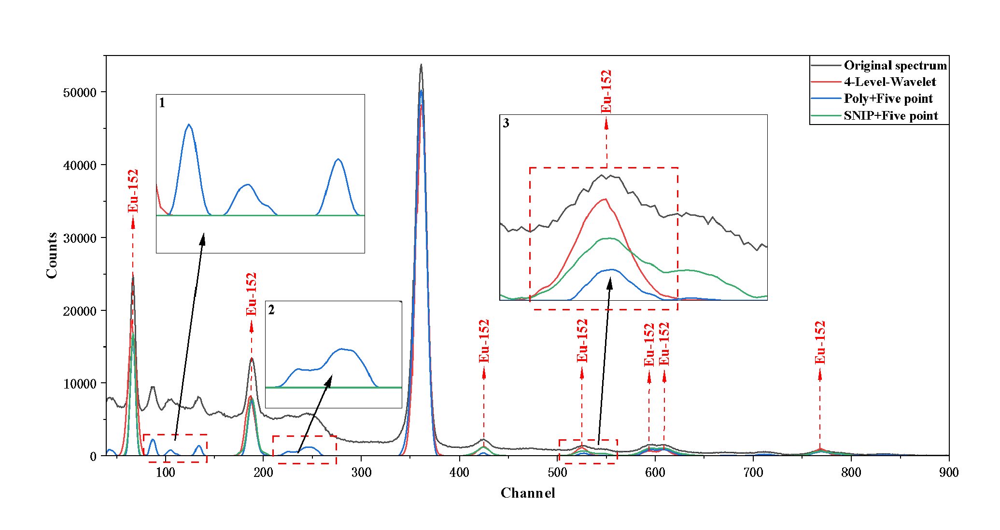 Original spectrum
4-Level-Wavelet
Poly+Five point
SNIP+Five point
1
2
3
Eu-152
Eu-152
Eu-152
Eu-152
Eu-152
Eu-152
Eu-152
Eu-152
Counts
50000
40000
30000
20000
10000
0
100 200 300 400 500 600 700 800 900
Channel